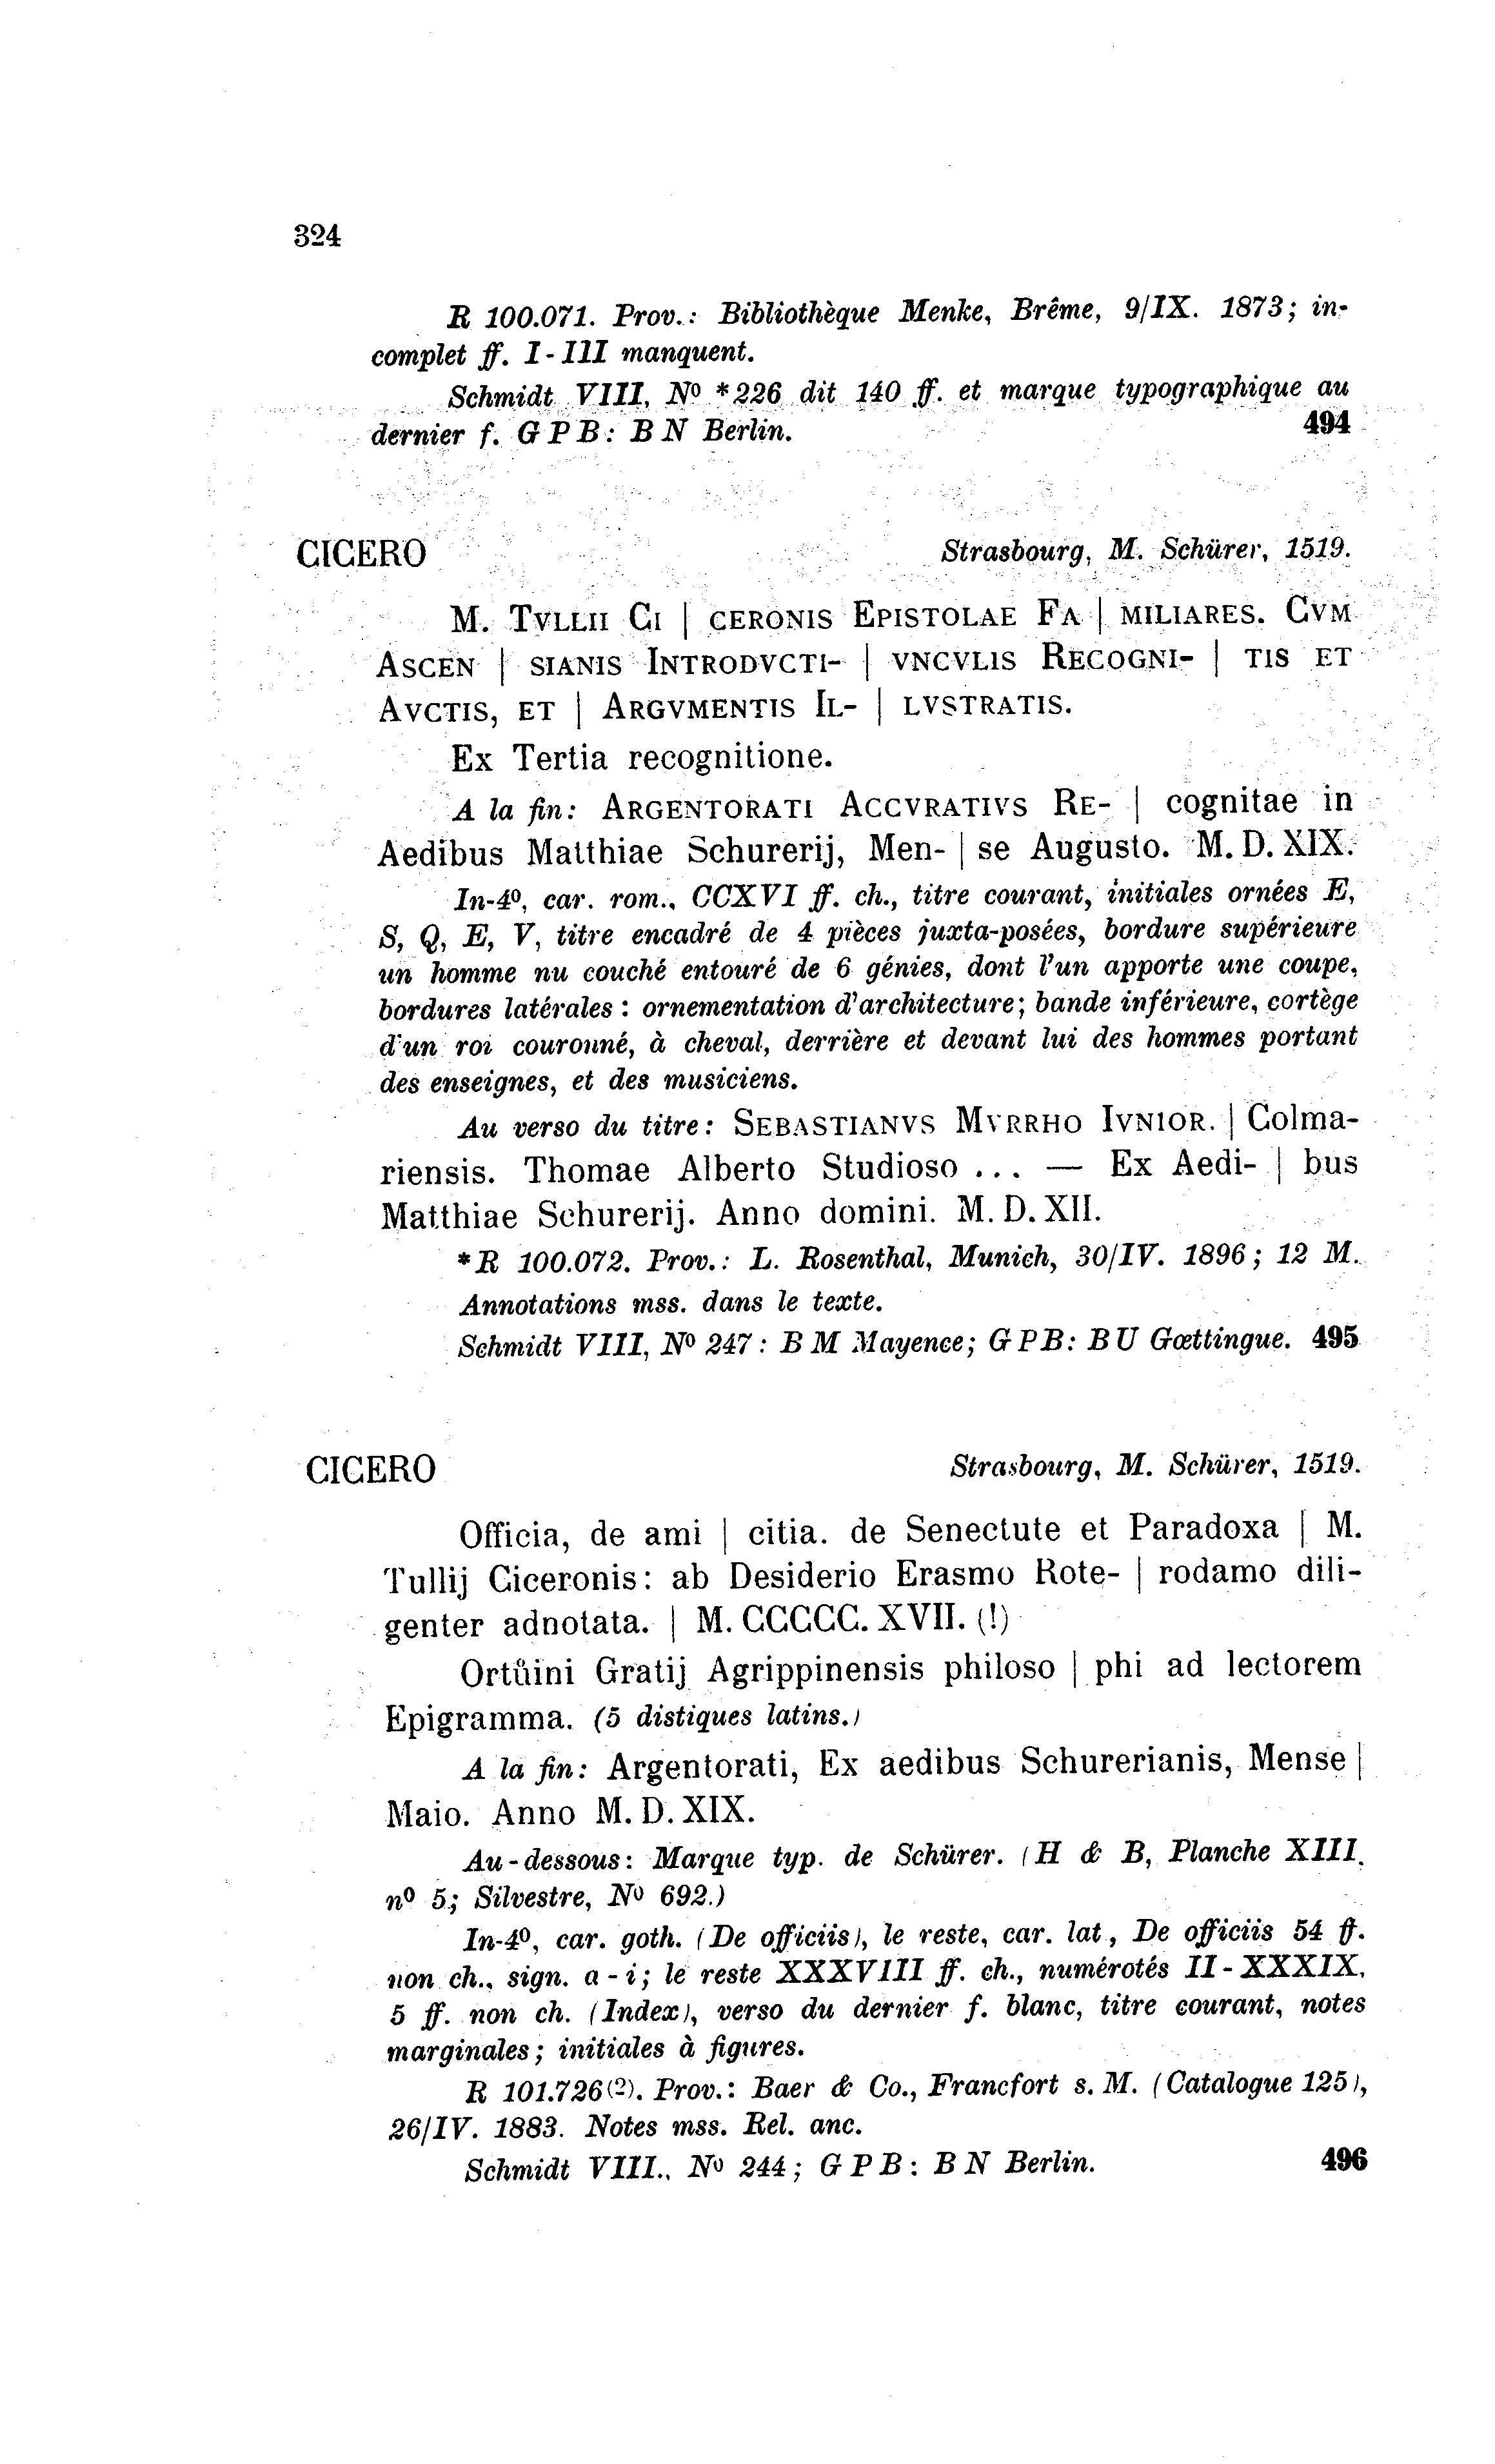 324
R 100.071. Prov.: Bibliothèque Menke, Brême, 9/IX. 1873; in-
complet ff. I-III manquent.
Schmidt VIII, Nº *226 dit 140 ff. et marque typographique au
dernier f. G P B: B N Berlin. 494
CICERO Strasbourg, M. Schürer, 1519.
M. TVLLII CI | CERONIS EPISTOLAE FA | MILIARES. CVM
ASCEN | SIANIS INTRODVCTI- | VNCVLIS RECOGNI- | TIS ET
AVCTIS, ET | ARGVMENTIS IL- | LVSTRATIS.
Ex Tertia recognitione.
A la fin: ARGENTORATI ACCVRATIVS RE- | cognitae in
Aedibus Matthiae Schurerij, Men- | se Augusto. M. D. XIX.
In-4º, car. rom., CCXVI ff. ch., titre courant, initiales ornées E,
S, Q, E, V, titre encadré de 4 pièces juxta-posées, bordure supérieure
un homme nu couché entouré de 6 génies, dont l'un apporte une coupe,
bordures latérales : ornementation d'architecture; bande inférieure, cortège
d'un roi couronné, à cheval, derrière et devant lui des hommes portant
des enseignes, et des musiciens.
Au verso du titre: SEBASTIANVS MVRRHO IVNIOR. | Colma-
riensis. Thomae Alberto Studioso ... — Ex Aedi- | bus
Matthiae Schurerij. Anno domini. M. D. XII.
*R 100.072. Prov.: L. Rosenthal, Munich, 30/IV. 1896; 12 M.
Annotations mss. dans le texte.
Schmidt VIII, Nº 247: B M Mayence; G P B: B U Gœttingue. 495
CICERO Strasbourg, M. Schürer, 1519.
Officia, de ami | citia. de Senectute et Paradoxa | M.
Tullij Ciceronis: ab Desiderio Erasmo Rote- | rodamo dili-
genter adnotata. | M. CCCCC. XVII. (!)
Ortůini Gratij Agrippinensis philoso | phi ad lectorem
Epigramma. (5 distiques latins.)
A la fin: Argentorati, Ex aedibus Schurerianis, Mense |
Maio. Anno M. D. XIX.
Au-dessous: Marque typ. de Schürer. (H & B, Planche XIII,
nº 5; Silvestre, Nº 692.)
In-4º, car. goth. (De officiis), le reste, car. lat., De officiis 54 ff.
non ch., sign. a-i; le reste XXXVIII ff. ch., numérotés II-XXXIX,
5 ff. non ch. (Index), verso du dernier f. blanc, titre courant, notes
marginales; initiales à figures.
R 101.726(2). Prov.: Baer & Co., Francfort s. M. (Catalogue 125),
26/IV. 1883. Notes mss. Rel. anc.
Schmidt VIII., Nº 244; G P B: B N Berlin. 496